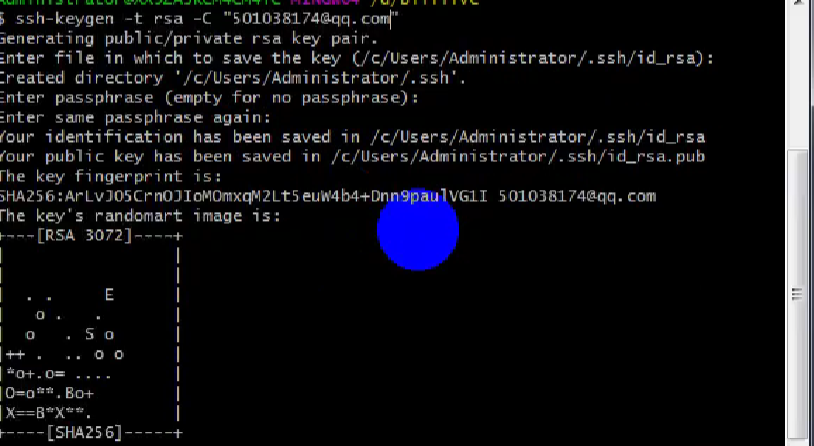 $ ssh-keygen -t rsa -C "501038174@qq.com"
Generating public/private rsa key pair.
Enter file in which to save the key (/c/Users/Administrator/.ssh/id_rsa):
Created directory '/c/Users/Administrator/.ssh'.
Enter passphrase (empty for no passphrase):
Enter same passphrase again:
Your identification has been saved in /c/Users/Administrator/.ssh/id_rsa
Your public key has been saved in /c/Users/Administrator/.ssh/id_rsa.pub
The key fingerprint is:
SHA256:ArLvJO5CrnOJIoMOmxqM2Lt5euW4b4+Dnn9paulVG1I 501038174@qq.com
The key's randomart image is:
+----[RSA 3072]----+
|                 |
|                 |
|  . .     E      |
|   o .   .       |
|  o   . S o      |
|++ .  .. o o     |
|*o+.o= ....      |
|O=o**.Bo+        |
|X==B*X**.        |
+----[SHA256]-----+